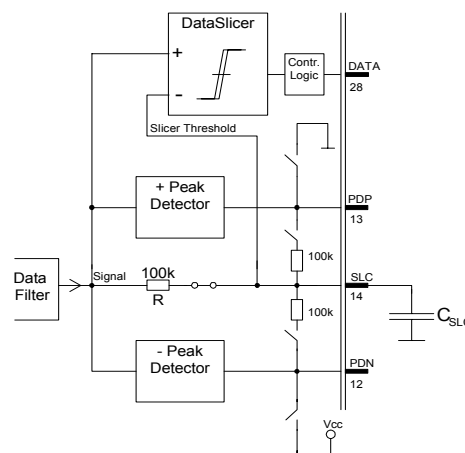 DataSlicer
+
-
Contr.
Logic
DATA
28
Slicer Threshold
+ Peak
Detector
PDP
13
100k
Data
Filter
Signal
100k
R
SLC
14
100k
C_SLC
- Peak
Detector
PDN
12
Vcc